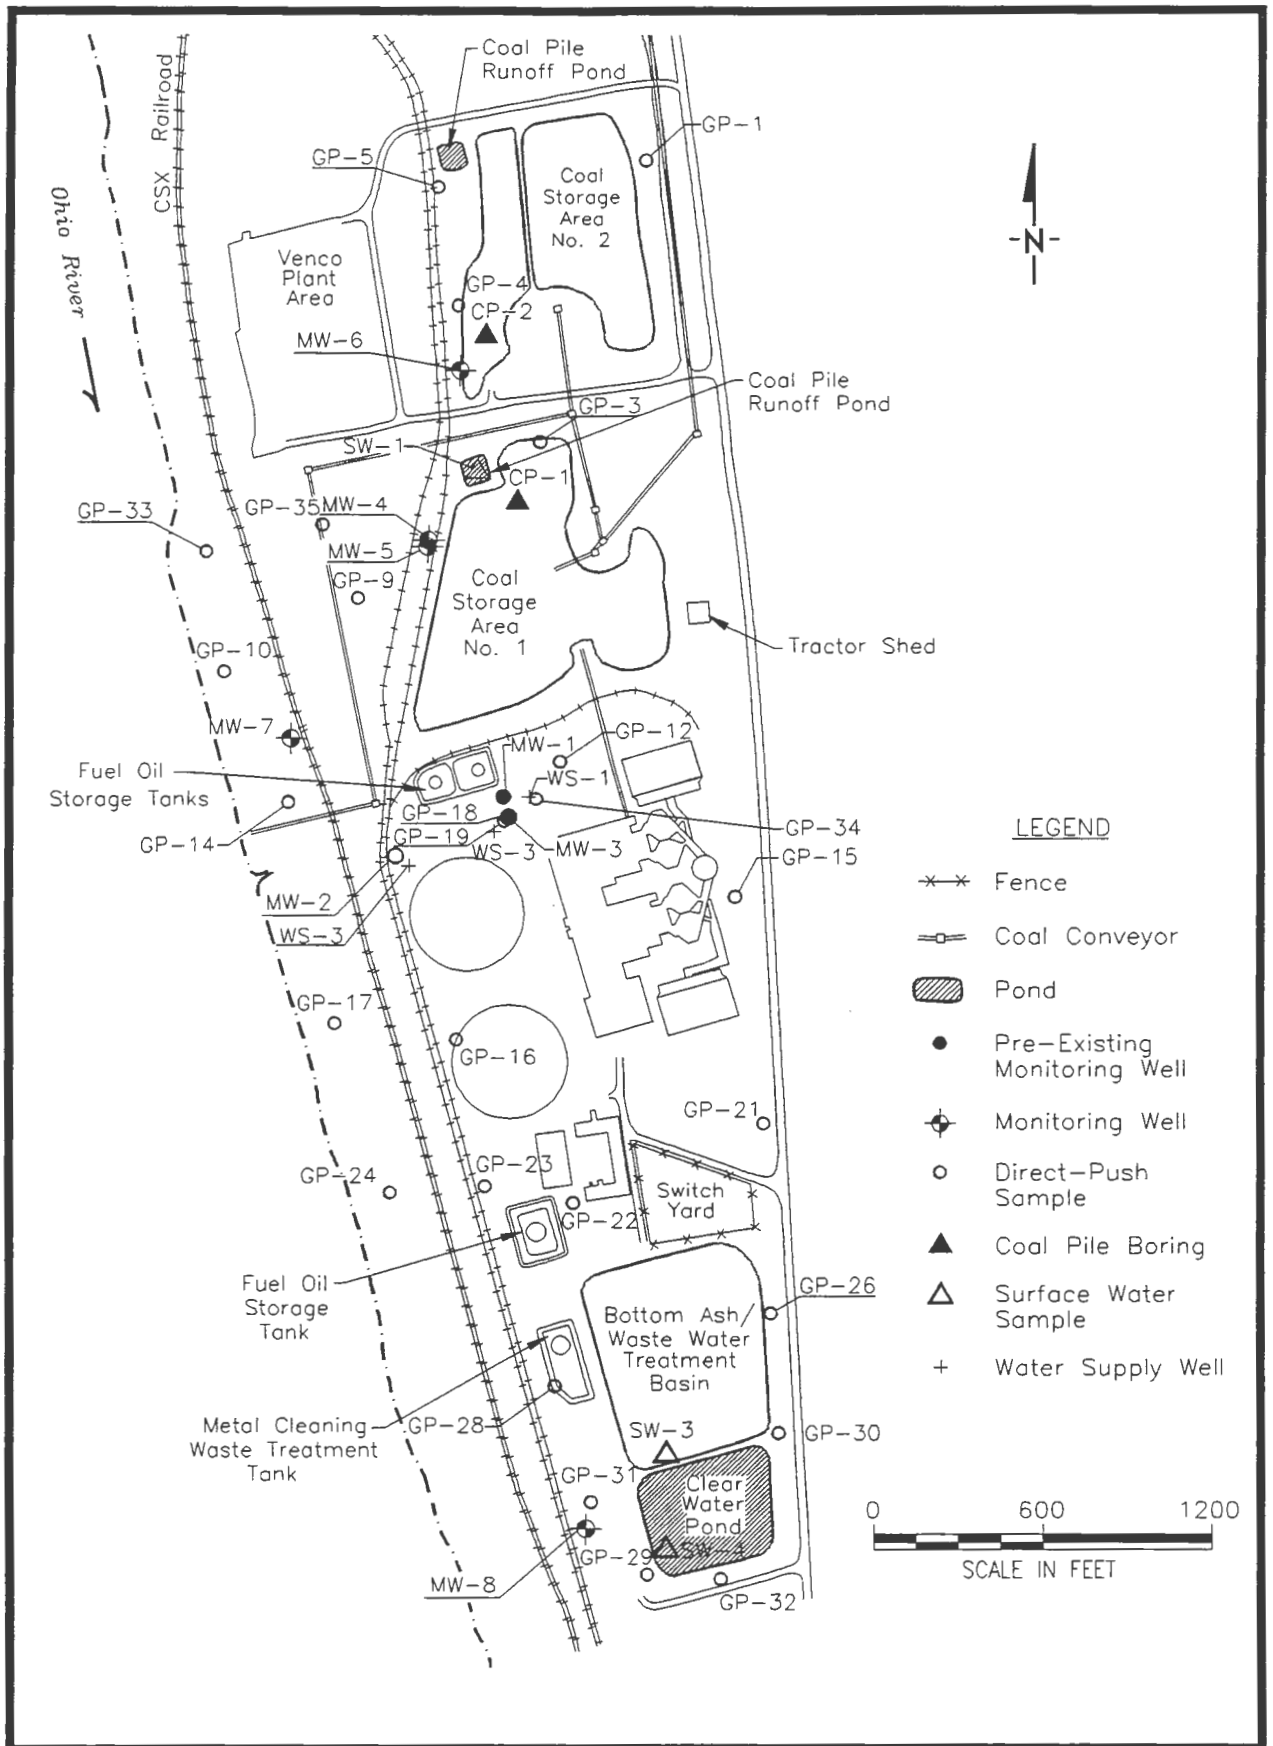 Coal Pile
Runoff Pond
CSX Railroad
GP-1
GP-5
Coal
Storage
Area
No. 2
Ohio River
-N-
Venco
Plant
Area
GP-4
CP-2
MW-6
Coal Pile
Runoff Pond
GP-3
SW-1
CP-1
GP-33
GP-35
MW-4
MW-5
GP-9
Coal
Storage
Area
No. 1
Tractor Shed
GP-10
MW-7
GP-12
MW-1
Fuel Oil
Storage Tanks
WS-1
GP-18
GP-34
GP-14
GP-19
WS-3
MW-3
GP-15
MW-2
WS-3
GP-17
GP-16
GP-21
GP-23
GP-24
Switch
Yard
GP-22
Fuel Oil
Storage
Tank
GP-26
Bottom Ash/
Waste Water
Treatment
Basin
Metal Cleaning
Waste Treatment
Tank
GP-28
SW-3
GP-30
GP-31
Clear
Water
Pond
GP-29
SW-4
MW-8
GP-32
LEGEND
Fence
Coal Conveyor
Pond
Pre-Existing
Monitoring Well
Monitoring Well
Direct-Push
Sample
Coal Pile Boring
Surface Water
Sample
Water Supply Well
0 600 1200
SCALE IN FEET